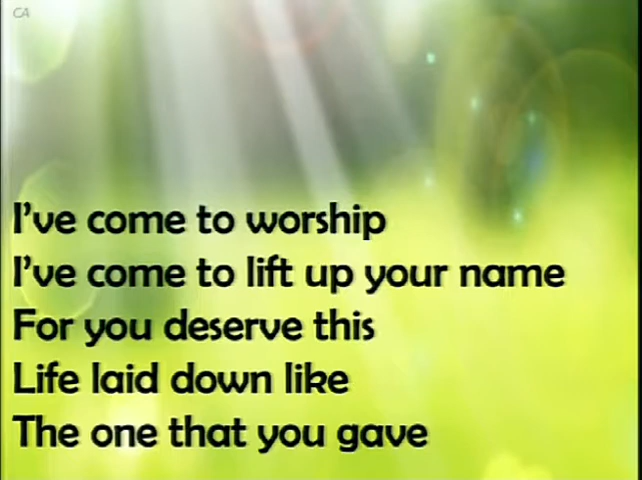 CA
I've come to worship
I've come to lift up your name
For you deserve this
Life laid down like
The one that you gave